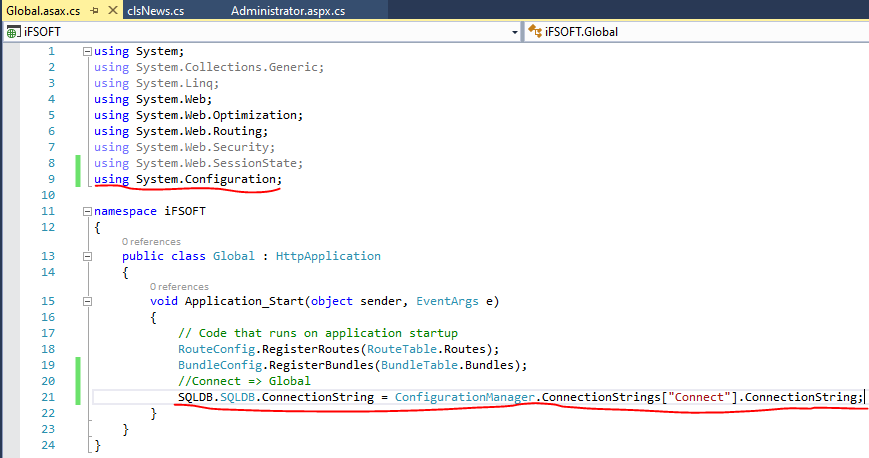 Global.asax.cs clsNews.cs Administrator.aspx.cs
iFSOFT iFSOFT.Global
1 using System;
2 using System.Collections.Generic;
3 using System.Linq;
4 using System.Web;
5 using System.Web.Optimization;
6 using System.Web.Routing;
7 using System.Web.Security;
8 using System.Web.SessionState;
9 using System.Configuration;
10
11 namespace iFSOFT
12 {
0 references
13 public class Global : HttpApplication
14 {
0 references
15 void Application_Start(object sender, EventArgs e)
16 {
17 // Code that runs on application startup
18 RouteConfig.RegisterRoutes(RouteTable.Routes);
19 BundleConfig.RegisterBundles(BundleTable.Bundles);
20 //Connect => Global
21 SQLDB.SQLDB.ConnectionString = ConfigurationManager.ConnectionStrings["Connect"].ConnectionString;
22 }
23 }
24 }